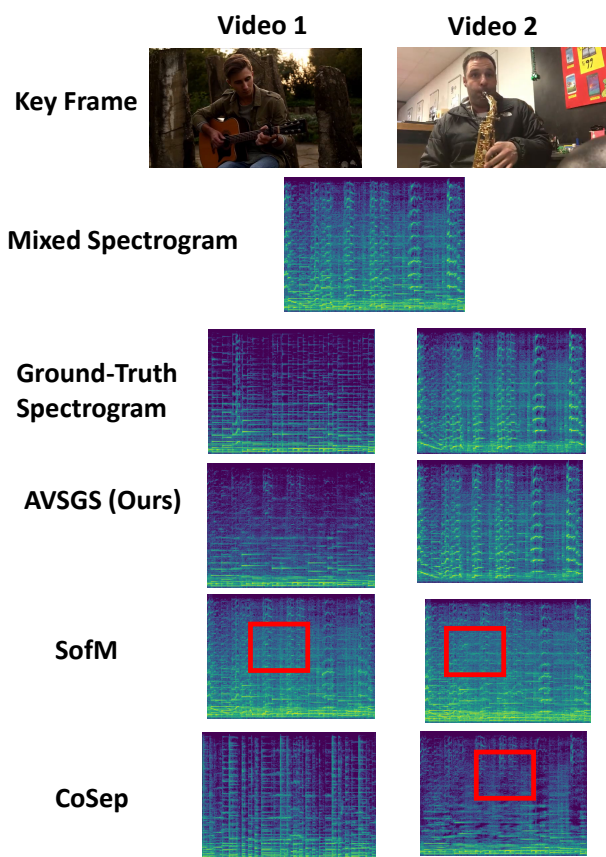 Video 1 Video 2
Key Frame
Mixed Spectrogram
Ground-Truth
Spectrogram
AVSGS (Ours)
SofM
CoSep